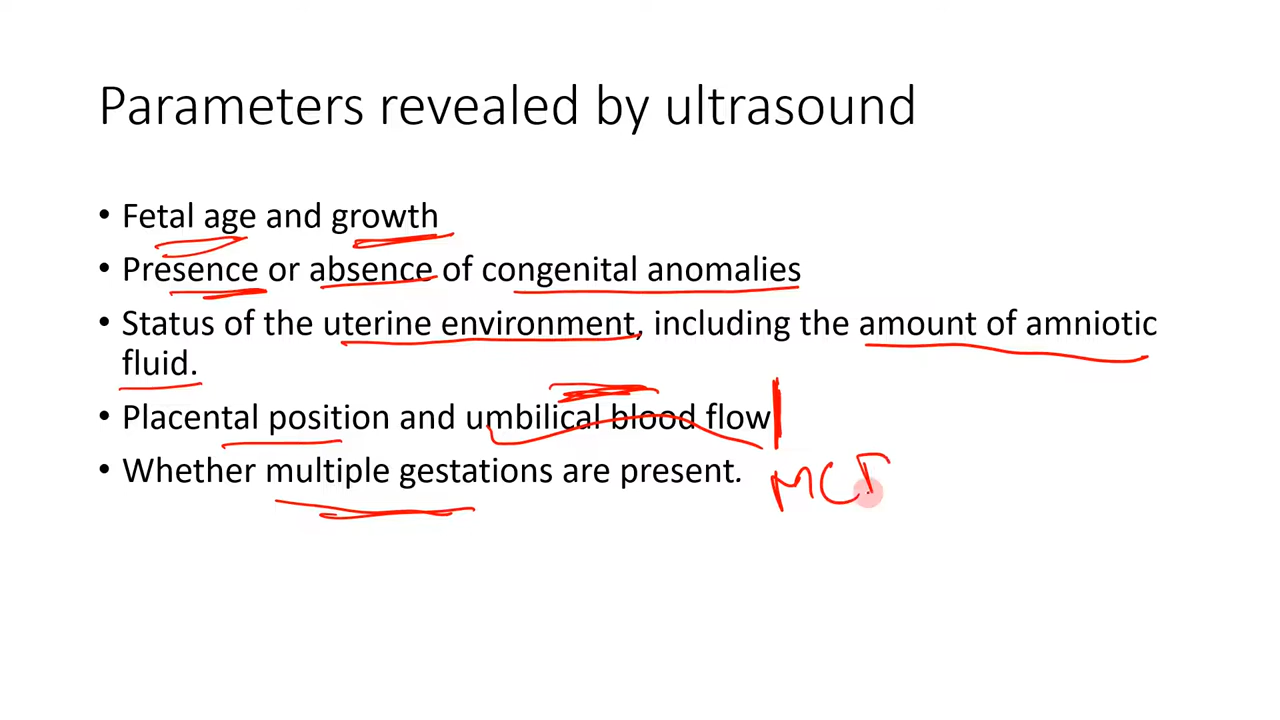 Parameters revealed by ultrasound
• Fetal age and growth
• Presence or absence of congenital anomalies
• Status of the uterine environment, including the amount of amniotic
fluid.
• Placental position and umbilical blood flow
• Whether multiple gestations are present.